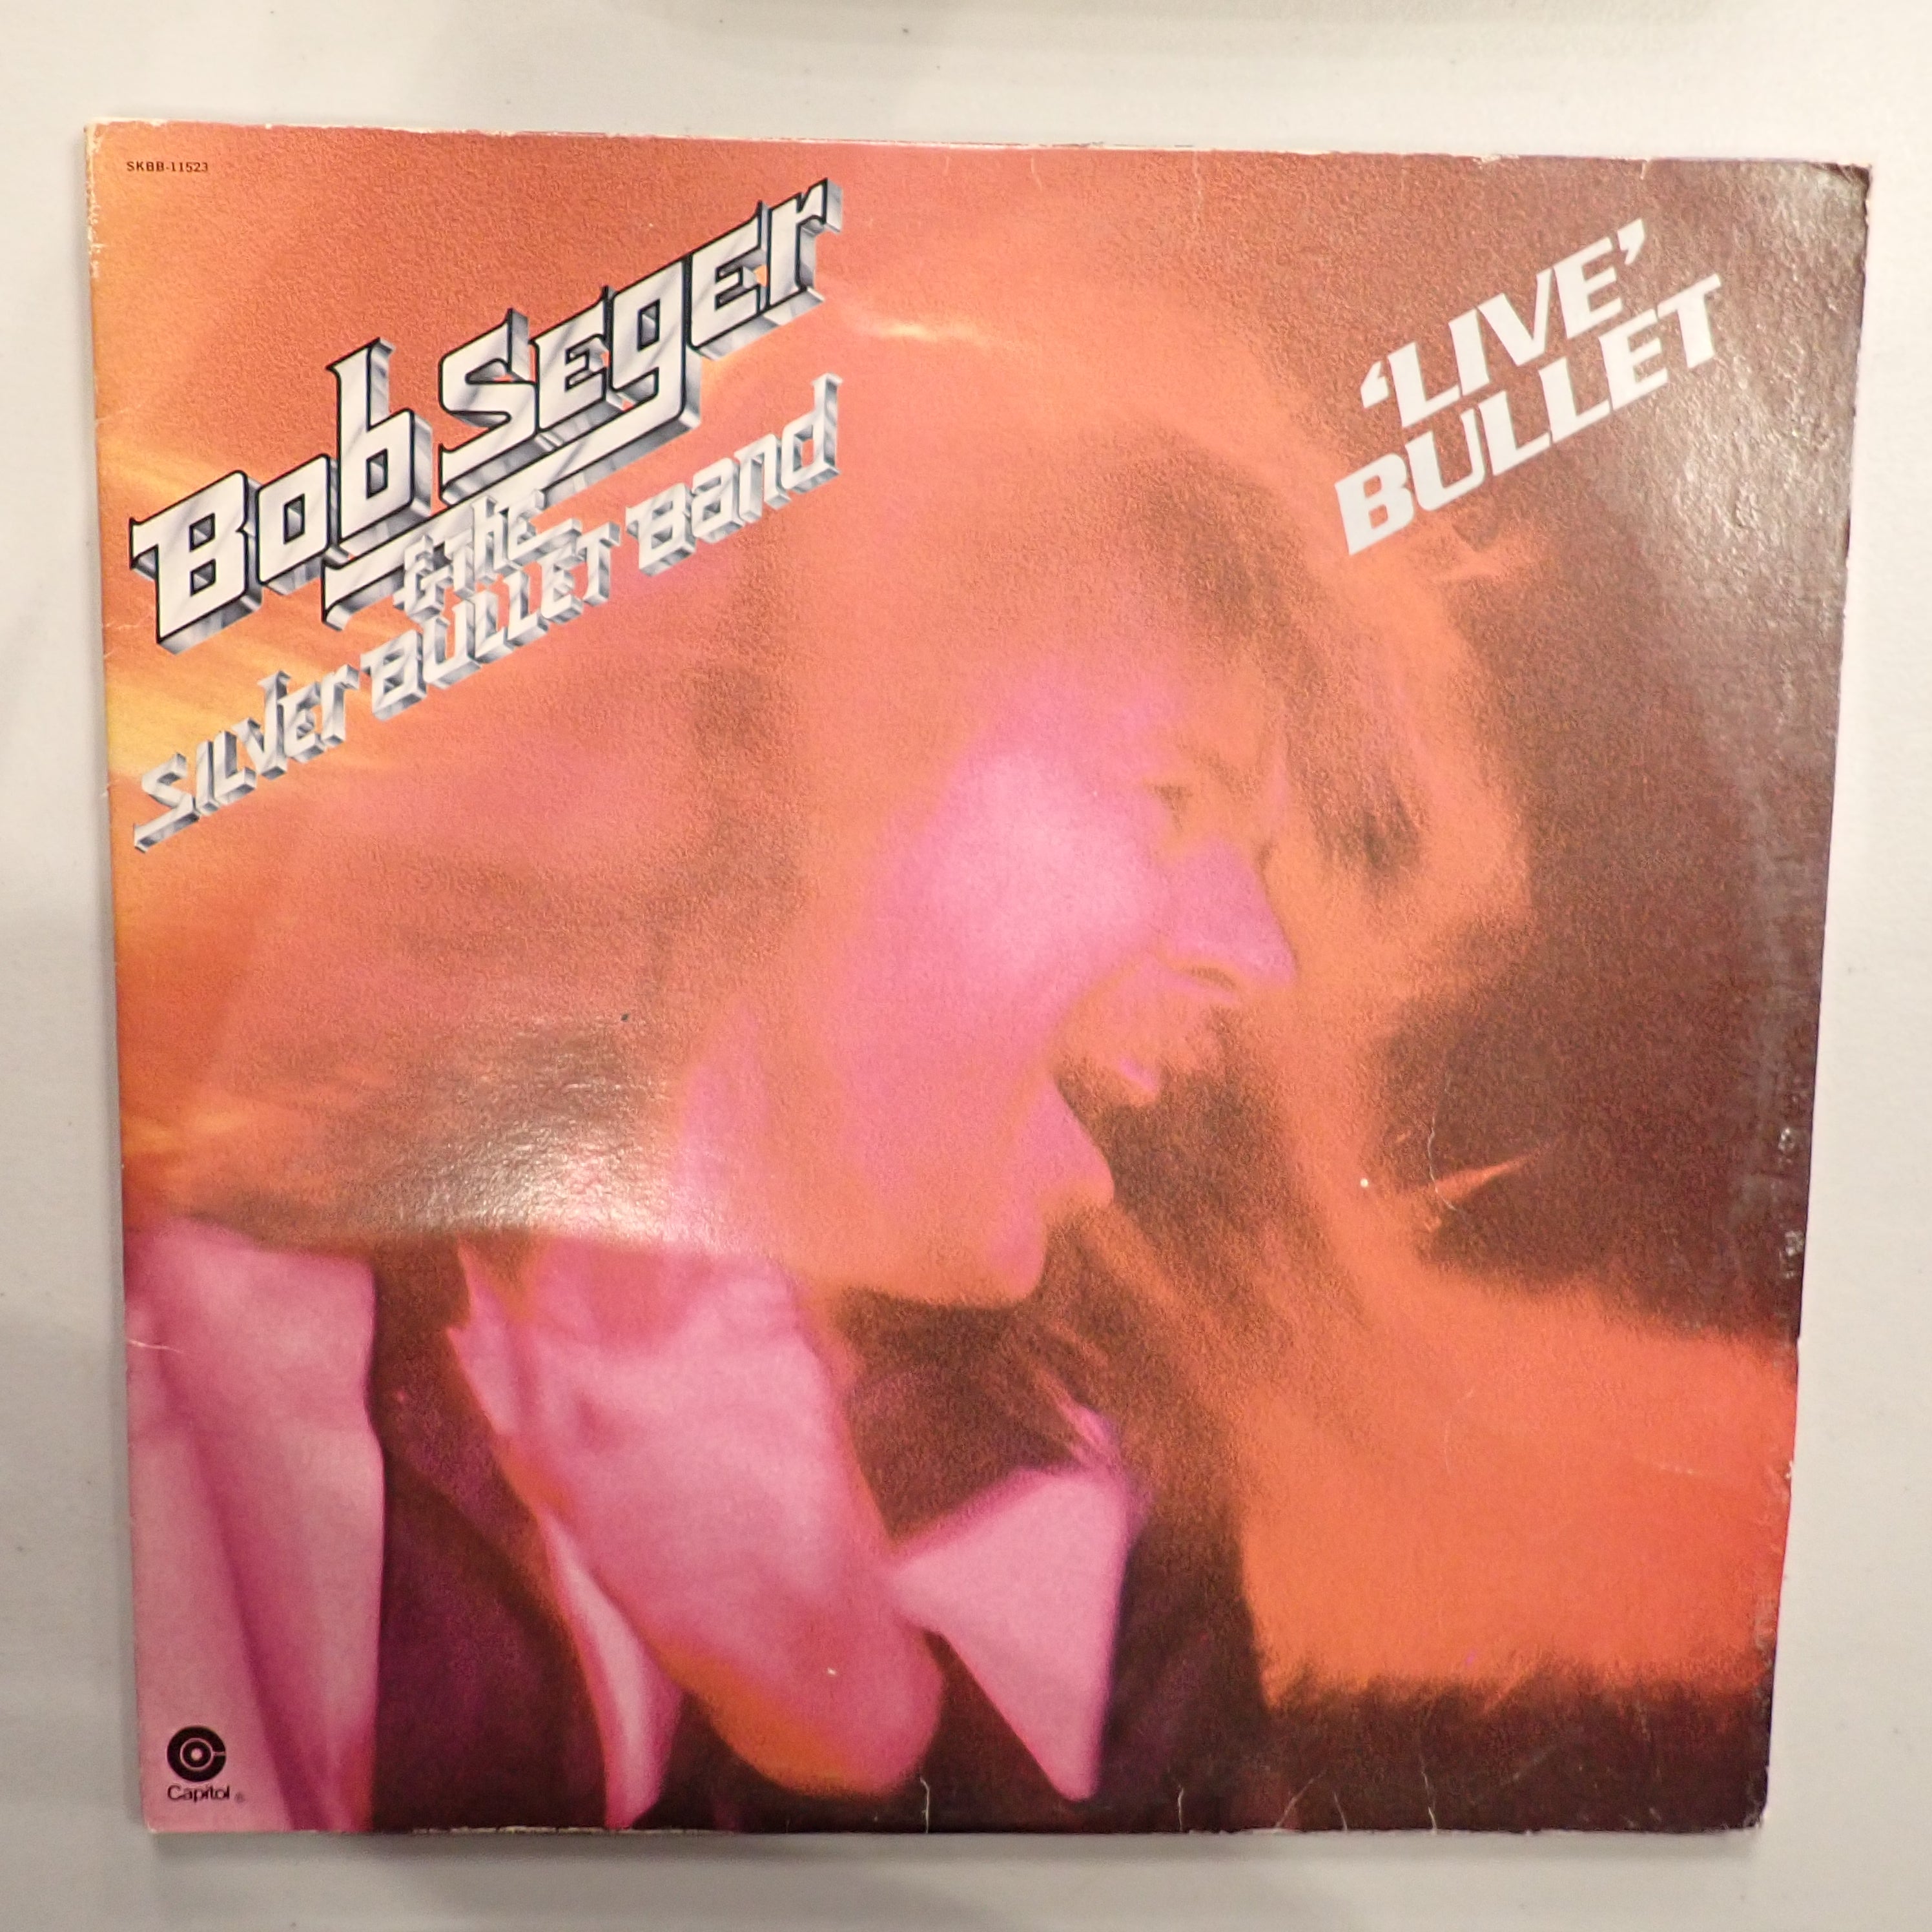 SKBB-11523
Bob Seger
& The
Silver Bullet Band
'LIVE'
BULLET
Capitol ®